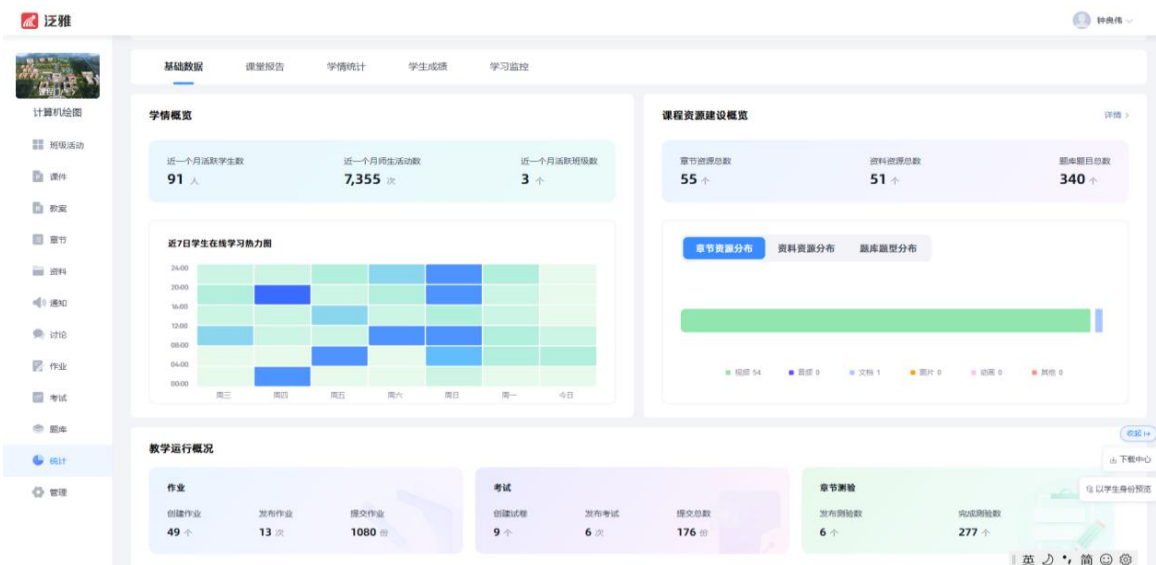 泛雅
钟良伟
基础数据 课堂报告 学情统计 学生成绩 学习监控
计算机绘图
班级活动
课件
教案
章节
资料
通知
讨论
作业
考试
题库
统计
管理
学情概览
近一个月活跃学生数 近一个月师生活动数 近一个月活跃班级数
91 人 7,355 次 3 个
近7日学生在线学习热力图
24:00
20:00
16:00
12:00
08:00
04:00
00:00
周三 周四 周五 周六 周日 周一 今日
课程资源建设概览 详情 >
章节资源总数 资料资源总数 题库题目总数
55 个 51 个 340 个
章节资源分布 资料资源分布 题库题型分布
视频 54 音频 0 文档 1 图片 0 动画 0 其他 0
教学运行概况
作业
创建作业 发布作业 提交作业
49 个 13 次 1080 份
考试
创建试卷 发布考试 提交总数
9 个 6 次 176 份
章节测验
发布测验数 完成测验数
6 个 277 个
收起
下载中心
以学生身份预览
英 简